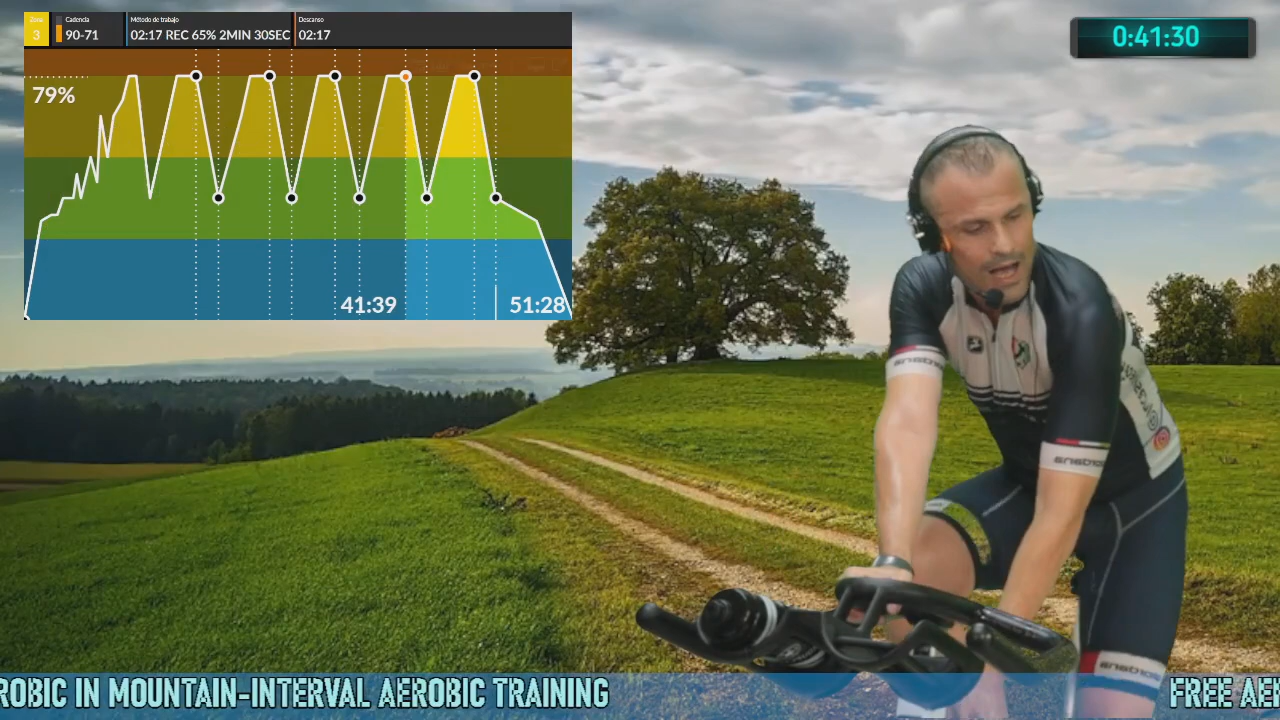 Zona
3
Cadencia
90-71
Método de trabajo
02:17 REC 65% 2MIN 30SEC
Descanso
02:17
0:41:30
79%
41:39
51:28
ROBIC IN MOUNTAIN-INTERVAL AEROBIC TRAINING
FREE AER